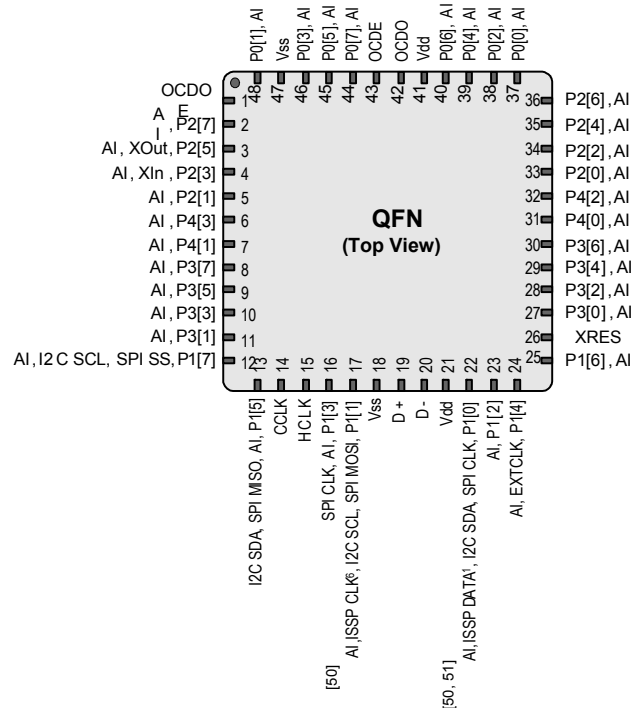 P0[1], AI
Vss
P0[3], AI
P0[5], AI
P0[7], AI
OCDE
OCDO
Vdd
P0[6], AI
P0[4], AI
P0[2], AI
P0[0], AI
48
47
46
45
44
43
42
41
40
39
38
37
OCDO
A E
I , P2[7]
AI , XOut , P2[5]
AI , XIn , P2[3]
AI , P2[1]
AI , P4[3]
AI , P4[1]
AI , P3[7]
AI , P3[5]
AI , P3[3]
AI , P3[1]
AI , I2 C SCL, SPI SS, P1[7]
1
2
3
4
5
6
7
8
9
10
11
12
QFN
(Top View)
36
35
34
33
32
31
30
29
28
27
26
25
P2[6] , AI
P2[4] , AI
P2[2] , AI
P2[0] , AI
P4[2] , AI
P4[0] , AI
P3[6] , AI
P3[4] , AI
P3[2] , AI
P3[0] , AI
XRES
P1[6] , AI
13
14
15
16
17
18
19
20
21
22
23
24
I2C SDA, SPI MISO, AI, P1[5]
CCLK
HCLK
SPI CLK, AI, P1[3]
AI,ISSP CLK⁶, I2C SCL, SPI MOSI, P1[1]
Vss
D +
D -
Vdd
AI,ISSP DATA¹, I2C SDA, SPI CLK, P1[0]
AI, P1[2]
AI, EXTCLK, P1[4]
[50]
[50, 51]